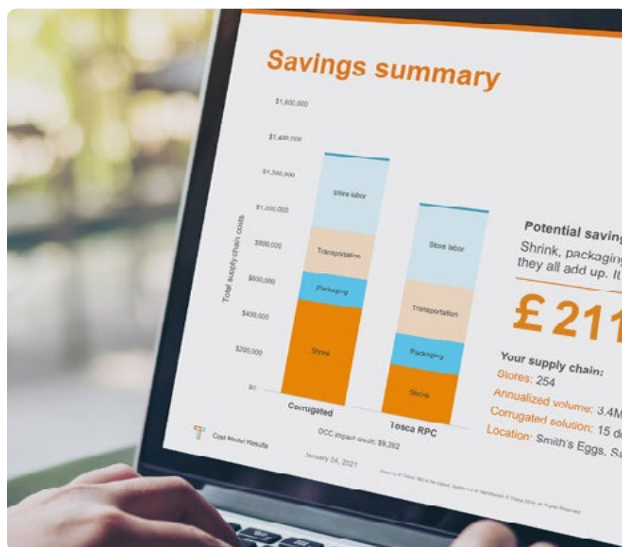 Savings summary
$1,600,000
$1,400,000
$1,200,000
$1,000,000
$800,000
$600,000
$400,000
$200,000
$0
Total supply-chain costs
Store labor
Transportation
Packaging
Shrink
Store labor
Transportation
Packaging
Shrink
Corrugated
Tosca RPC
OCC impact credit: $9,262
Cost Model Results
January 24, 2021
Potential saving
Shrink, packaging
they all add up. It
£211
Your supply chain:
Stores: 254
Annualized volume: 3.4M
Corrugated solution: 15 do
Location: Smith's Eggs, Sa